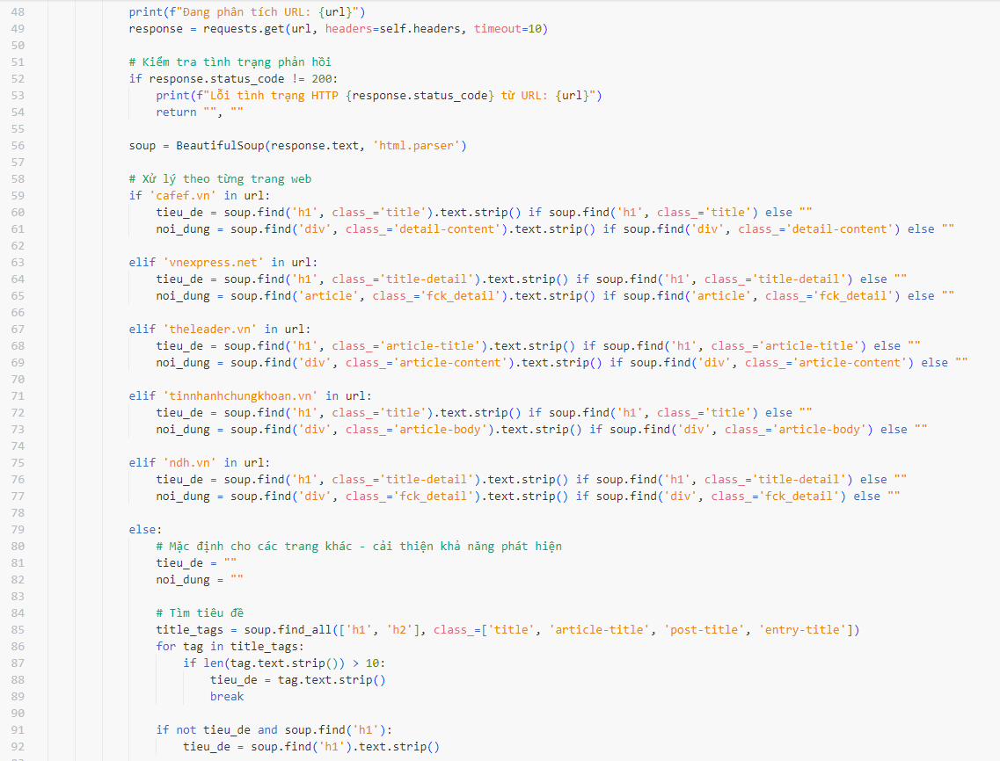 48 print(f"Đang phân tích URL: {url}")
49 response = requests.get(url, headers=self.headers, timeout=10)
50
51 # Kiểm tra tình trạng phản hồi
52 if response.status_code != 200:
53 print(f"Lỗi tình trạng HTTP {response.status_code} từ URL: {url}")
54 return "", ""
55
56 soup = BeautifulSoup(response.text, 'html.parser')
57
58 # Xử lý theo từng trang web
59 if 'cafef.vn' in url:
60 tieu_de = soup.find('h1', class_='title').text.strip() if soup.find('h1', class_='title') else ""
61 noi_dung = soup.find('div', class_='detail-content').text.strip() if soup.find('div', class_='detail-content') else ""
62
63 elif 'vnexpress.net' in url:
64 tieu_de = soup.find('h1', class_='title-detail').text.strip() if soup.find('h1', class_='title-detail') else ""
65 noi_dung = soup.find('article', class_='fck_detail').text.strip() if soup.find('article', class_='fck_detail') else ""
66
67 elif 'theleader.vn' in url:
68 tieu_de = soup.find('h1', class_='article-title').text.strip() if soup.find('h1', class_='article-title') else ""
69 noi_dung = soup.find('div', class_='article-content').text.strip() if soup.find('div', class_='article-content') else ""
70
71 elif 'tinnhanhchungkhoan.vn' in url:
72 tieu_de = soup.find('h1', class_='title').text.strip() if soup.find('h1', class_='title') else ""
73 noi_dung = soup.find('div', class_='article-body').text.strip() if soup.find('div', class_='article-body') else ""
74
75 elif 'ndh.vn' in url:
76 tieu_de = soup.find('h1', class_='title-detail').text.strip() if soup.find('h1', class_='title-detail') else ""
77 noi_dung = soup.find('div', class_='fck_detail').text.strip() if soup.find('div', class_='fck_detail') else ""
78
79 else:
80 # Mặc định cho các trang khác - cải thiện khả năng phát hiện
81 tieu_de = ""
82 noi_dung = ""
83
84 # Tìm tiêu đề
85 title_tags = soup.find_all(['h1', 'h2'], class_=['title', 'article-title', 'post-title', 'entry-title'])
86 for tag in title_tags:
87 if len(tag.text.strip()) > 10:
88 tieu_de = tag.text.strip()
89 break
90
91 if not tieu_de and soup.find('h1'):
92 tieu_de = soup.find('h1').text.strip()